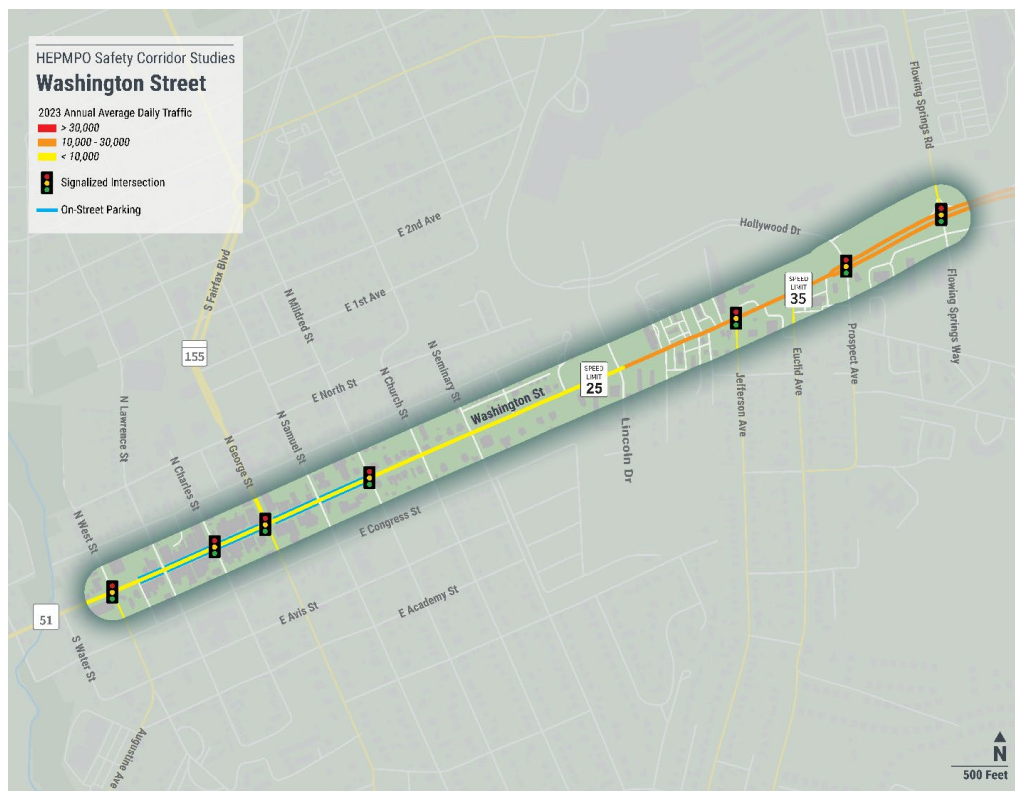 HEPMPO Safety Corridor Studies
Washington Street
2023 Annual Average Daily Traffic
> 30,000
10,000 - 30,000
< 10,000
Signalized Intersection
On-Street Parking
Flowing Springs Rd
E 2nd Ave
Hollywood Dr
S Fairfax Blvd
N Mildred St
E 1st Ave
SPEED
LIMIT
35
Flowing Springs Way
155
N Seminary St
Prospect Ave
Euclid Ave
E North St
N Church St
SPEED
LIMIT
25
Jefferson Ave
Washington St
N Lawrence St
N Samuel St
Lincoln Dr
N George St
N Charles St
E Congress St
N West St
51
E Avis St
E Academy St
S Water St
Augustine Ave
N
500 Feet